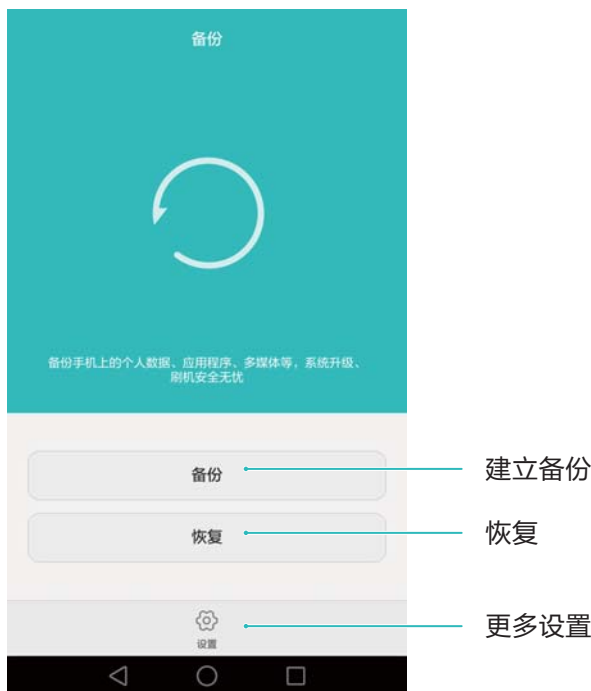 备份
备份手机上的个人数据、应用程序、多媒体等，系统升级、
刷机安全无忧
备份
建立备份
恢复
恢复
设置
更多设置